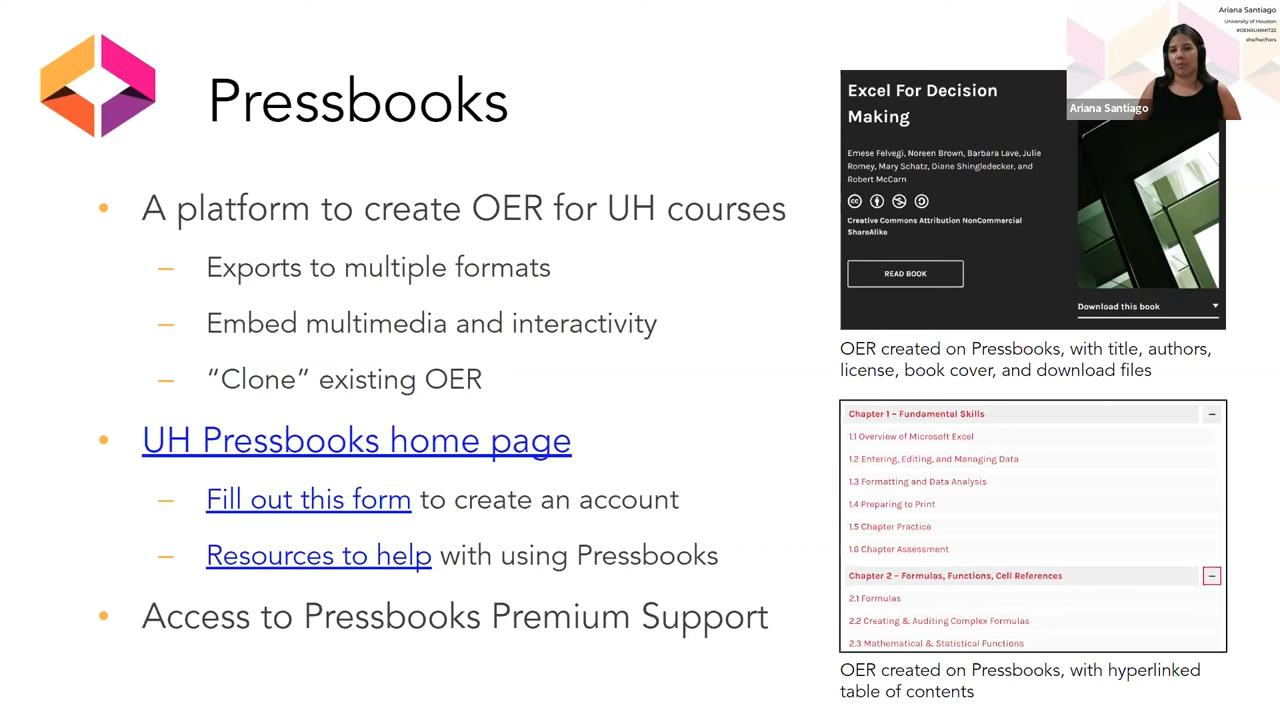 Pressbooks
• A platform to create OER for UH courses
– Exports to multiple formats
– Embed multimedia and interactivity
– “Clone” existing OER
• UH Pressbooks home page
– Fill out this form to create an account
– Resources to help with using Pressbooks
• Access to Pressbooks Premium Support
Ariana Santiago
University of Houston
#OENSUMMIT22
she/her/hers
Ariana Santiago
Excel For Decision
Making
Emese Felvegi, Noreen Brown, Barbara Lave, Julie
Romey, Mary Schatz, Diane Shingledecker, and
Robert McCarn
Creative Commons Attribution NonCommercial
ShareAlike
READ BOOK
Download this book
OER created on Pressbooks, with title, authors,
license, book cover, and download files
Chapter 1 – Fundamental Skills
1.1 Overview of Microsoft Excel
1.2 Entering, Editing, and Managing Data
1.3 Formatting and Data Analysis
1.4 Preparing to Print
1.5 Chapter Practice
1.6 Chapter Assessment
Chapter 2 – Formulas, Functions, Cell References
2.1 Formulas
2.2 Creating & Auditing Complex Formulas
2.3 Mathematical & Statistical Functions
OER created on Pressbooks, with hyperlinked
table of contents